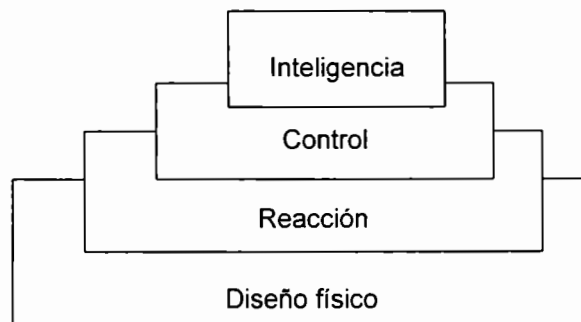 Inteligencia
Control
Reacción
Diseño físico